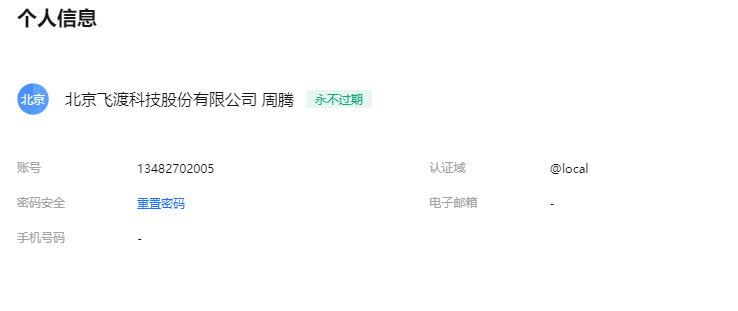 个人信息
北京 北京飞渡科技股份有限公司 周腾 永不过期
账号 13482702005 认证域 @local
密码安全 重置密码 电子邮箱 -
手机号码 -